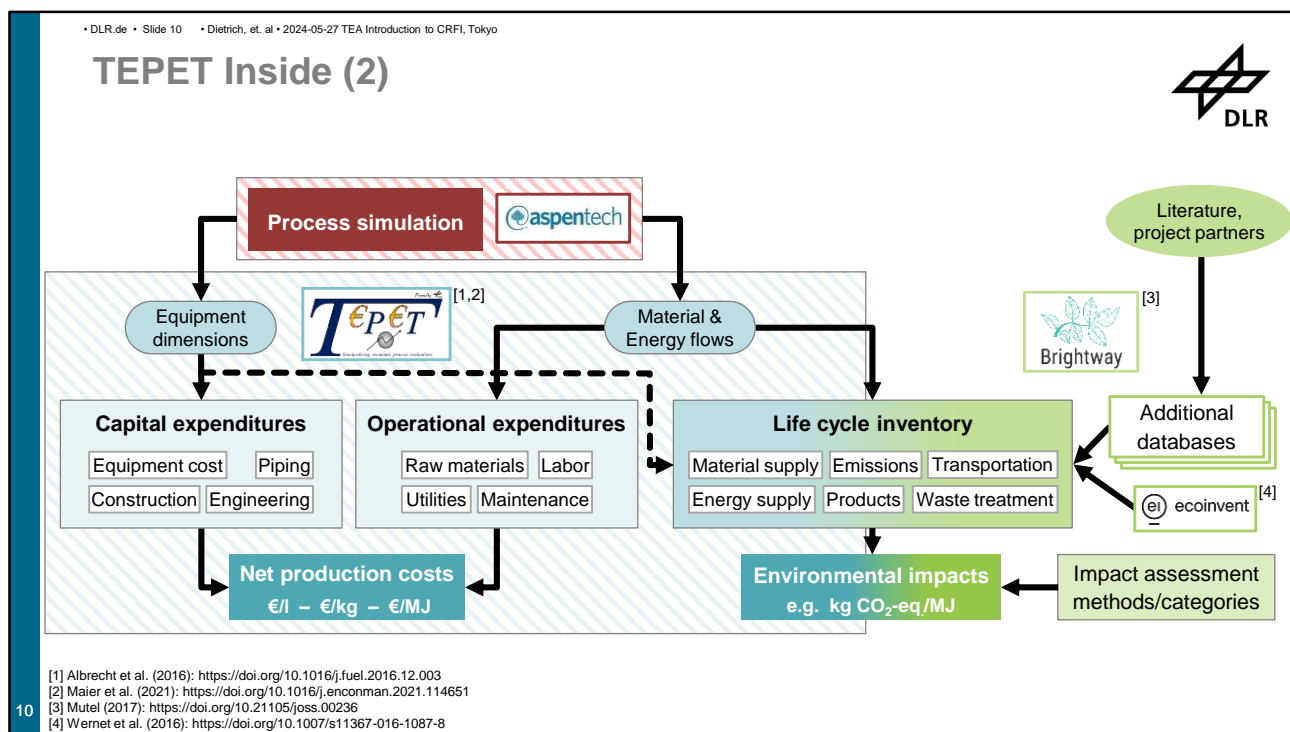 • DLR.de • Slide 10 • Dietrich, et. al • 2024-05-27 TEA Introduction to CRFI, Tokyo
TEPET Inside (2)
DLR
Process simulation
aspentech
Literature,
project partners
Equipment
dimensions
T€P€T
[1,2]
Material &
Energy flows
Brightway
[3]
Capital expenditures
Equipment cost
Piping
Construction
Engineering
Operational expenditures
Raw materials
Labor
Utilities
Maintenance
Life cycle inventory
Material supply
Emissions
Transportation
Energy supply
Products
Waste treatment
Additional
databases
ei ecoinvent
[4]
Net production costs
€/l – €/kg – €/MJ
Environmental impacts
e.g. kg CO₂-eq./MJ
Impact assessment
methods/categories
[1] Albrecht et al. (2016): https://doi.org/10.1016/j.fuel.2016.12.003
[2] Maier et al. (2021): https://doi.org/10.1016/j.enconman.2021.114651
[3] Mutel (2017): https://doi.org/10.21105/joss.00236
[4] Wernet et al. (2016): https://doi.org/10.1007/s11367-016-1087-8
10